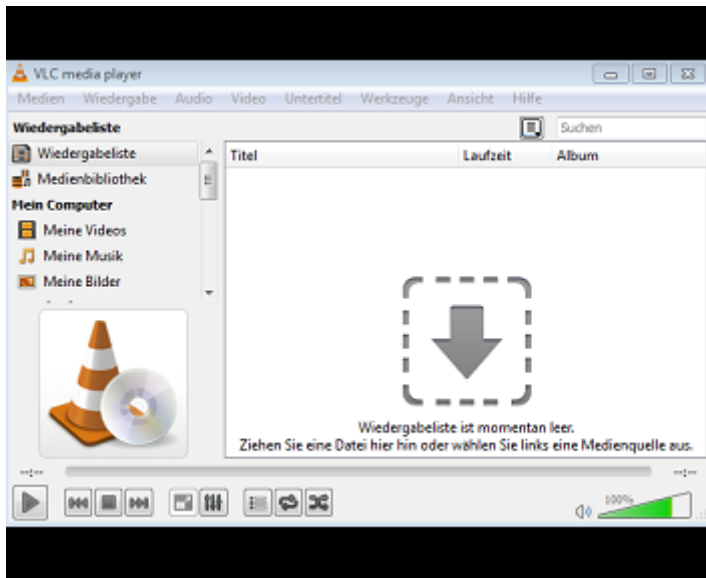 VLC media player
Medien Wiedergabe Audio Video Untertitel Werkzeuge Ansicht Hilfe
Wiedergabeliste
Suchen
Wiedergabeliste
Titel Laufzeit Album
Medienbibliothek
Mein Computer
Meine Videos
Meine Musik
Meine Bilder
Wiedergabeliste ist momentan leer.
Ziehen Sie eine Datei hier hin oder wählen Sie links eine Medienquelle aus.
--:-- --:--
100%